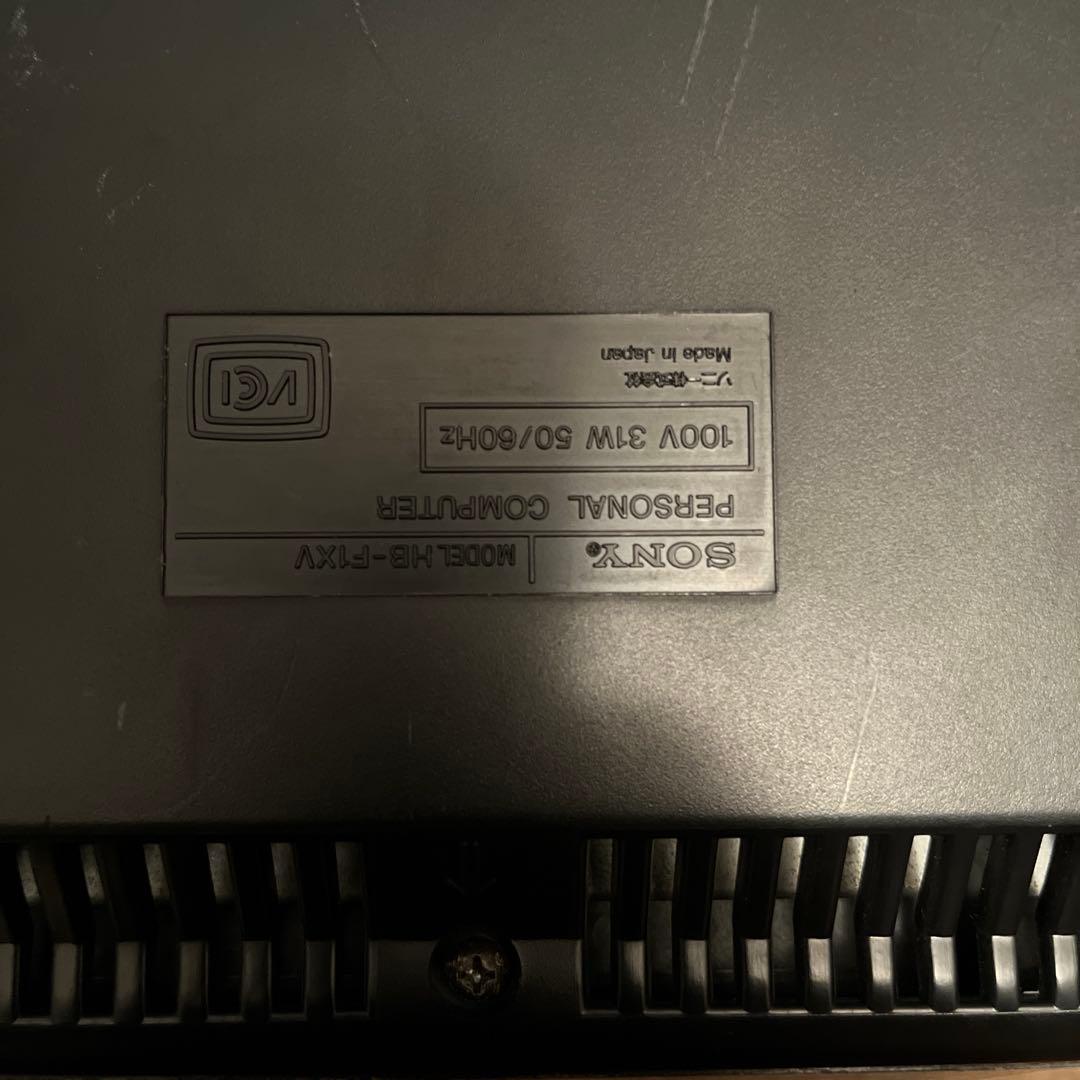 SONY® MODEL HB-F1XV
PERSONAL COMPUTER
100V 31W 50/60Hz
ソニー株式会社
Made in Japan
VCI